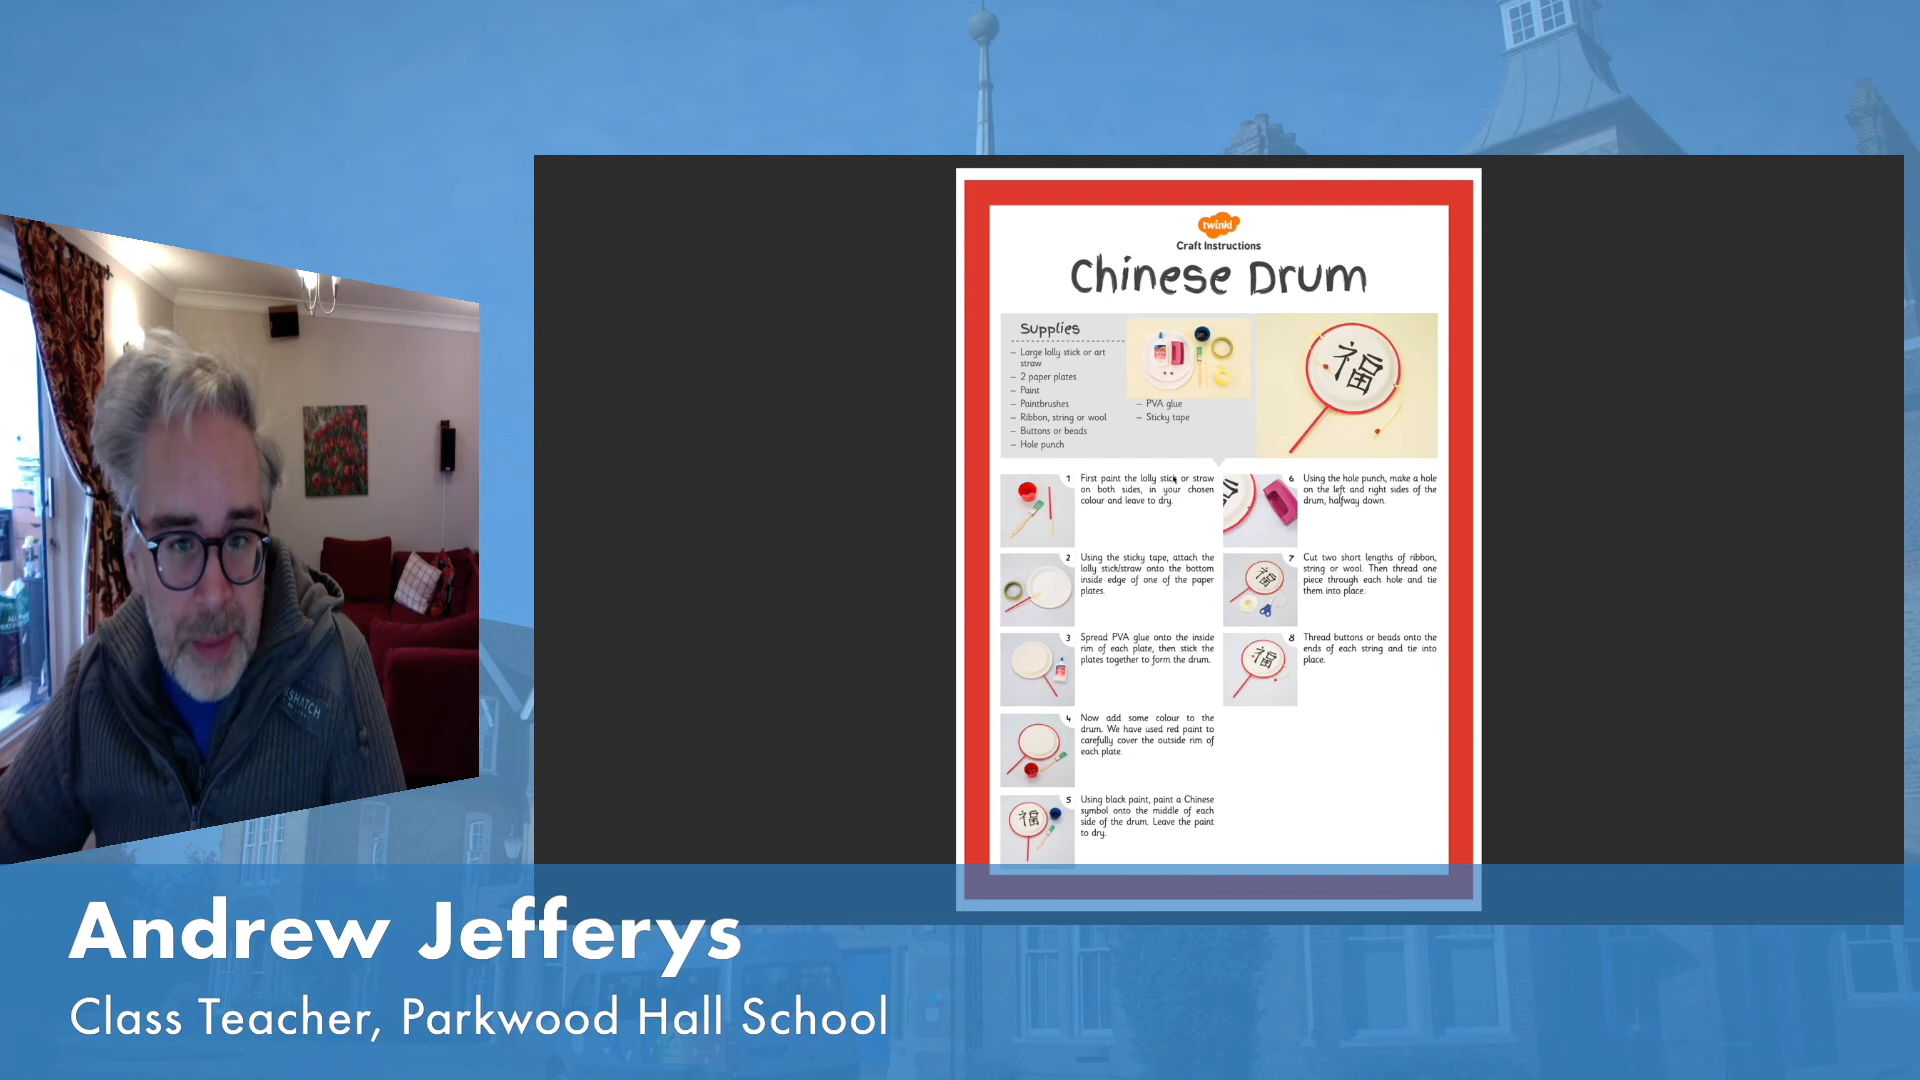 twinkl
Craft Instructions
Chinese Drum
Supplies
– Large lolly stick or art
straw
– 2 paper plates
– Paint
– Paintbrushes
– Ribbon, string or wool
– Buttons or beads
– Hole punch
– PVA glue
– Sticky tape
福
1 First paint the lolly stick or straw
on both sides, in your chosen
colour and leave to dry.
2 Using the sticky tape, attach the
lolly stick/straw onto the bottom
inside edge of one of the paper
plates.
3 Spread PVA glue onto the inside
rim of each plate, then stick the
plates together to form the drum.
4 Now add some colour to the
drum. We have used red paint to
carefully cover the outside rim of
each plate.
福
5 Using black paint, paint a Chinese
symbol onto the middle of each
side of the drum. Leave the paint
to dry.
6 Using the hole punch, make a hole
on the left and right sides of the
drum, halfway down.
福
7 Cut two short lengths of ribbon,
string or wool. Then thread one
piece through each hole and tie
them into place.
福
8 Thread buttons or beads onto the
ends of each string and tie into
place.
Andrew Jefferys
Class Teacher, Parkwood Hall School